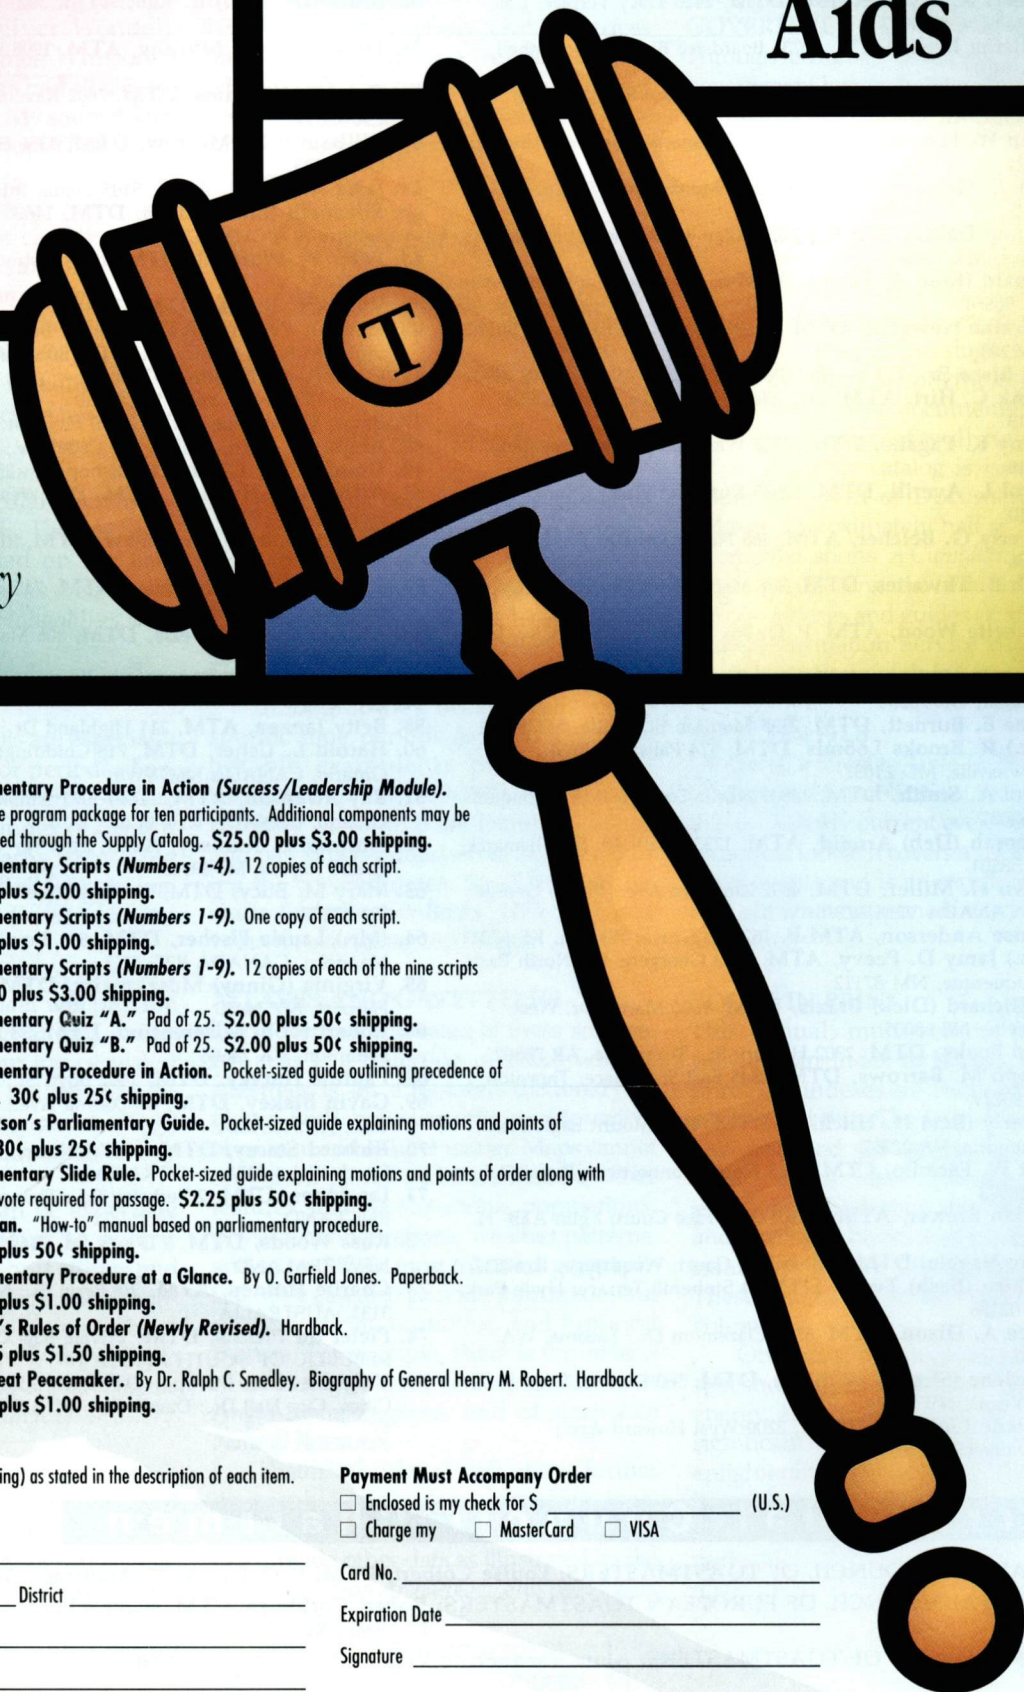 Aids
T
y
nentary Procedure in Action (Success/Leadership Module).
e program package for ten participants. Additional components may be
ed through the Supply Catalog. $25.00 plus $3.00 shipping.
nentary Scripts (Numbers 1-4). 12 copies of each script.
plus $2.00 shipping.
nentary Scripts (Numbers 1-9). One copy of each script.
plus $1.00 shipping.
nentary Scripts (Numbers 1-9). 12 copies of each of the nine scripts
0 plus $3.00 shipping.
nentary Quiz "A." Pad of 25. $2.00 plus 50¢ shipping.
nentary Quiz "B." Pad of 25. $2.00 plus 50¢ shipping.
nentary Procedure in Action. Pocket-sized guide outlining precedence of
30¢ plus 25¢ shipping.
rson's Parliamentary Guide. Pocket-sized guide explaining motions and points of
30¢ plus 25¢ shipping.
nentary Slide Rule. Pocket-sized guide explaining motions and points of order along with
vote required for passage. $2.25 plus 50¢ shipping.
an. "How-to" manual based on parliamentary procedure.
plus 50¢ shipping.
nentary Procedure at a Glance. By O. Garfield Jones. Paperback.
plus $1.00 shipping.
's Rules of Order (Newly Revised). Hardback.
5 plus $1.50 shipping.
eat Peacemaker. By Dr. Ralph C. Smedley. Biography of General Henry M. Robert. Hardback.
plus $1.00 shipping.
ing) as stated in the description of each item.
District
Payment Must Accompany Order
Enclosed is my check for $ (U.S.)
Charge my MasterCard VISA
Card No.
Expiration Date
Signature